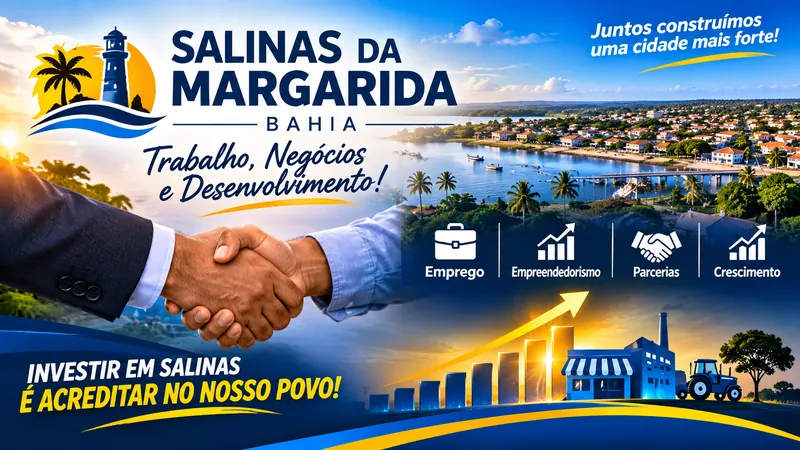 SALINAS DA
MARGARIDA
BAHIA
Trabalho, Negócios
e Desenvolvimento!
Juntos construímos
uma cidade mais forte!
Emprego
Empreendedorismo
Parcerias
Crescimento
INVESTIR EM SALINAS
É ACREDITAR NO NOSSO POVO!